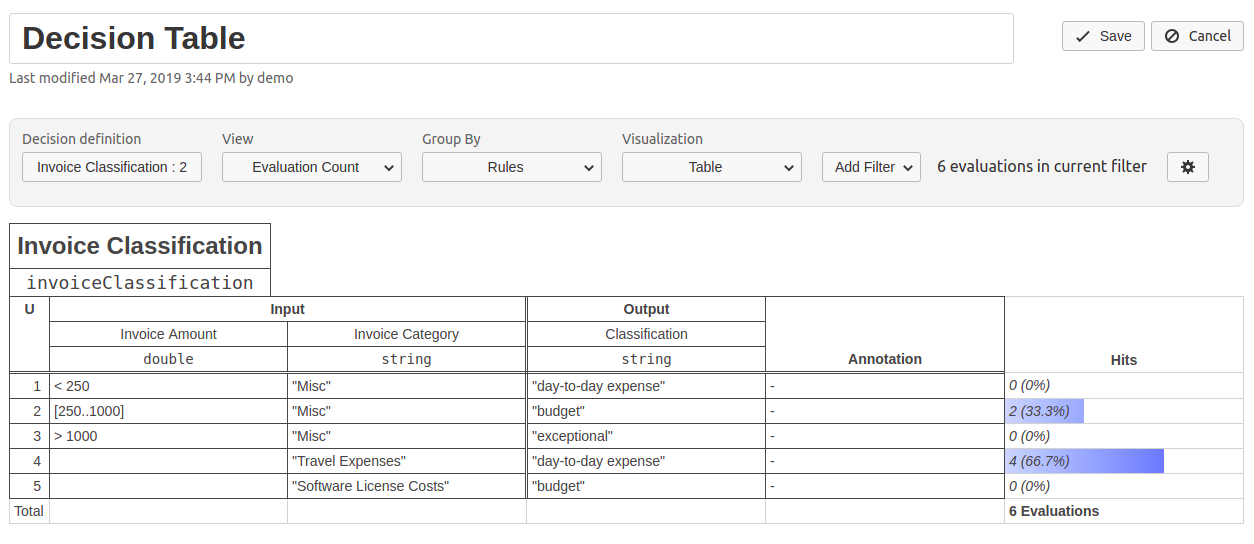 Decision Table
Save
Cancel
Last modified Mar 27, 2019 3:44 PM by demo
Decision definition View Group By Visualization
Invoice Classification : 2 Evaluation Count Rules Table Add Filter 6 evaluations in current filter
Invoice Classification
invoiceClassification
U Input Output
Invoice Amount Invoice Category Classification
double string string Annotation Hits
1 < 250 "Misc" "day-to-day expense" - 0 (0%)
2 [250..1000] "Misc" "budget" - 2 (33.3%)
3 > 1000 "Misc" "exceptional" - 0 (0%)
4 "Travel Expenses" "day-to-day expense" - 4 (66.7%)
5 "Software License Costs" "budget" - 0 (0%)
Total 6 Evaluations